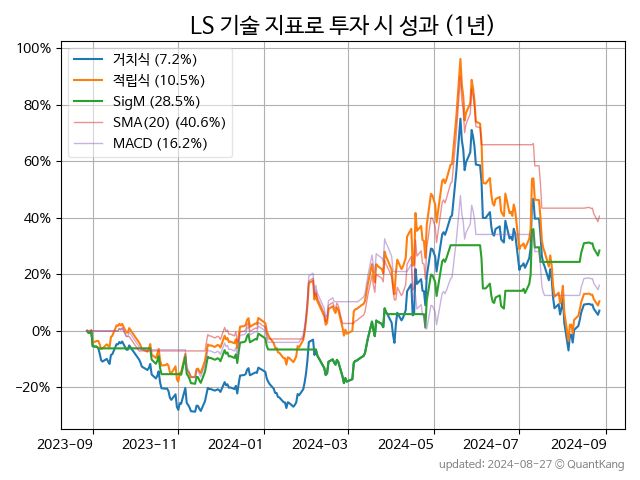 LS 기술 지표로 투자 시 성과 (1년)
100%
80%
60%
40%
20%
0%
−20%
거치식 (7.2%)
적립식 (10.5%)
SigM (28.5%)
SMA(20) (40.6%)
MACD (16.2%)
2023-09 2023-11 2024-01 2024-03 2024-05 2024-07 2024-09
updated: 2024-08-27 © QuantKang